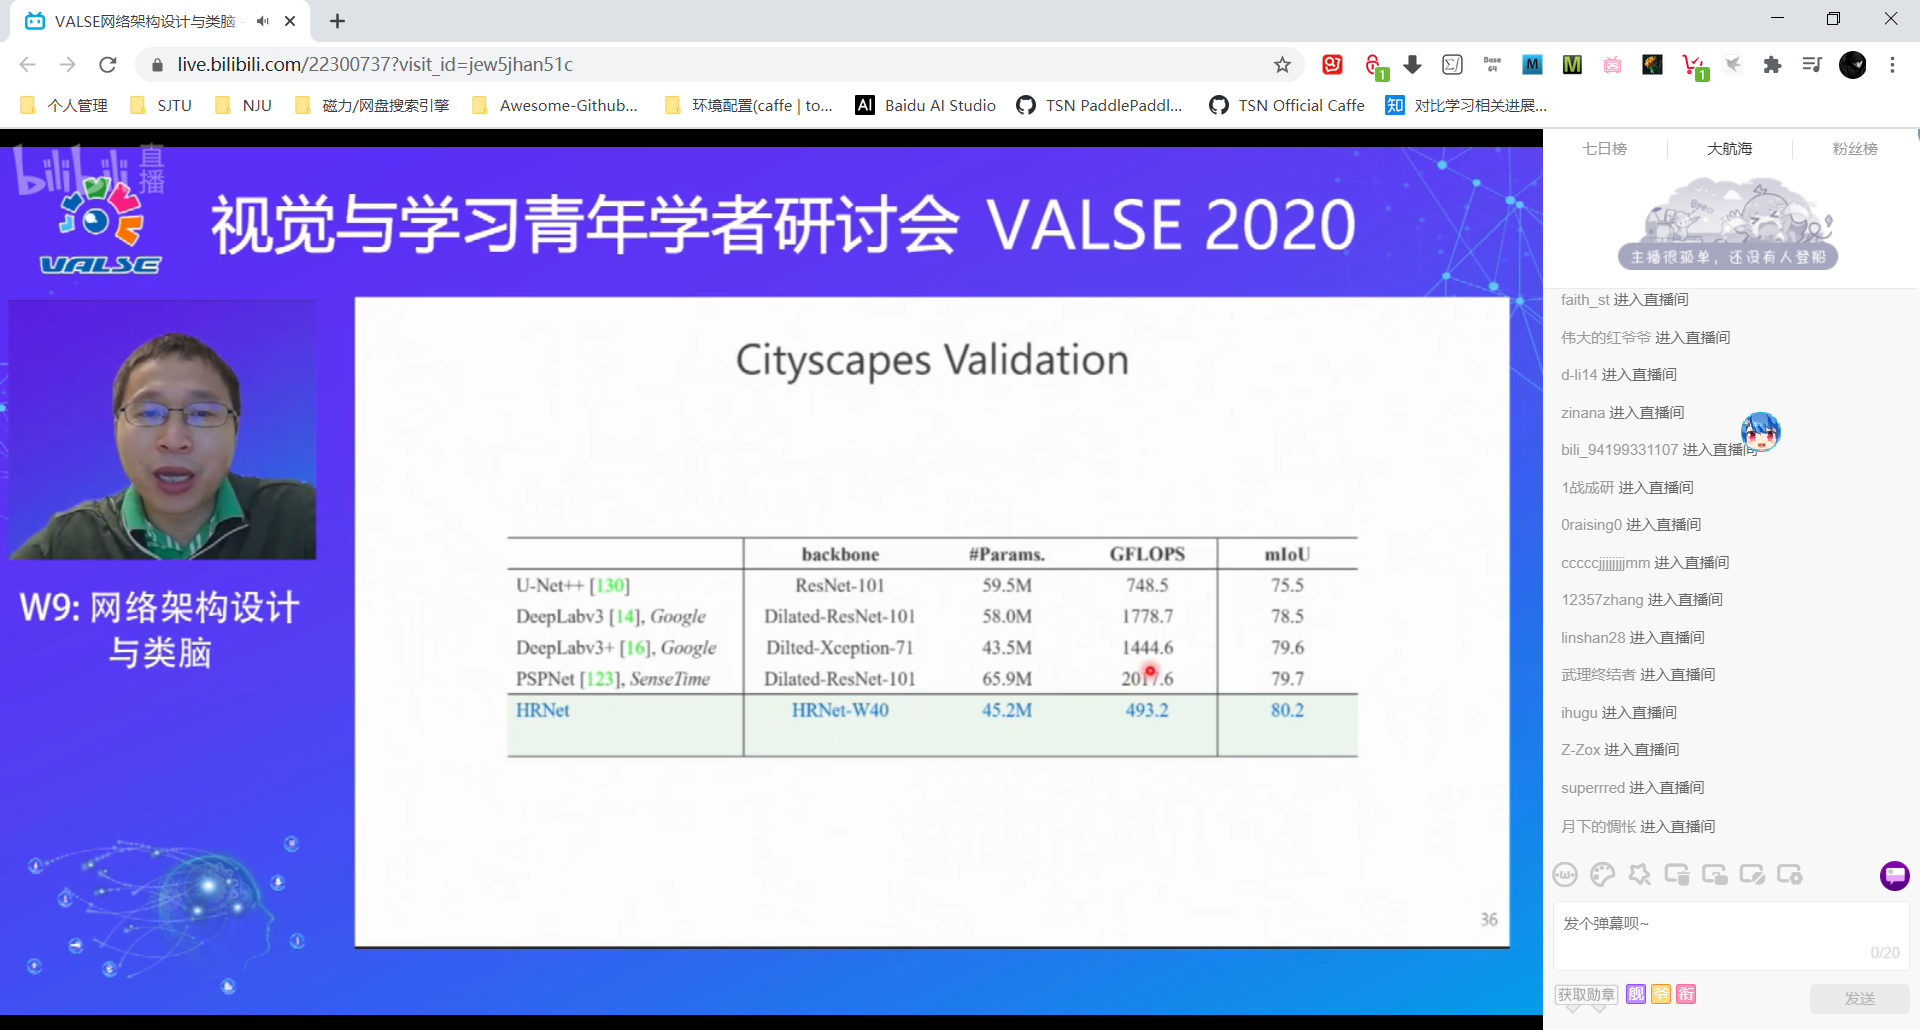 VALSE网络架构设计与类脑
live.bilibili.com/22300737?visit_id=jew5jhan51c
1
Base
64
M
M
1
个人管理
SJTU
NJU
磁力/网盘搜索引擎
Awesome-Github...
环境配置(caffe | to...
AI
Baidu AI Studio
TSN PaddlePaddl...
TSN Official Caffe
知
对比学习相关进展...
bilibili 直播
VALSE
视觉与学习青年学者研讨会 VALSE 2020
Cityscapes Validation
backbone #Params. GFLOPS mIoU
U-Net++ [130] ResNet-101 59.5M 748.5 75.5
DeepLabv3 [14], Google Dilated-ResNet-101 58.0M 1778.7 78.5
DeepLabv3+ [16], Google Dilted-Xception-71 43.5M 1444.6 79.6
PSPNet [123], SenseTime Dilated-ResNet-101 65.9M 2017.6 79.7
HRNet HRNet-W40 45.2M 493.2 80.2
36
W9: 网络架构设计
与类脑
七日榜
大航海
粉丝榜
主播很孤单，还没有人登船
faith_st 进入直播间
伟大的红爷爷 进入直播间
d-li14 进入直播间
zinana 进入直播间
bili_94199331107 进入直播间
1战成研 进入直播间
0raising0 进入直播间
cccccjjjjjjjjmm 进入直播间
12357zhang 进入直播间
linshan28 进入直播间
武理终结者 进入直播间
ihugu 进入直播间
Z-Zox 进入直播间
superrred 进入直播间
月下的惆怅 进入直播间
发个弹幕呗~
0/20
获取勋章
舰
爷
衔
发送